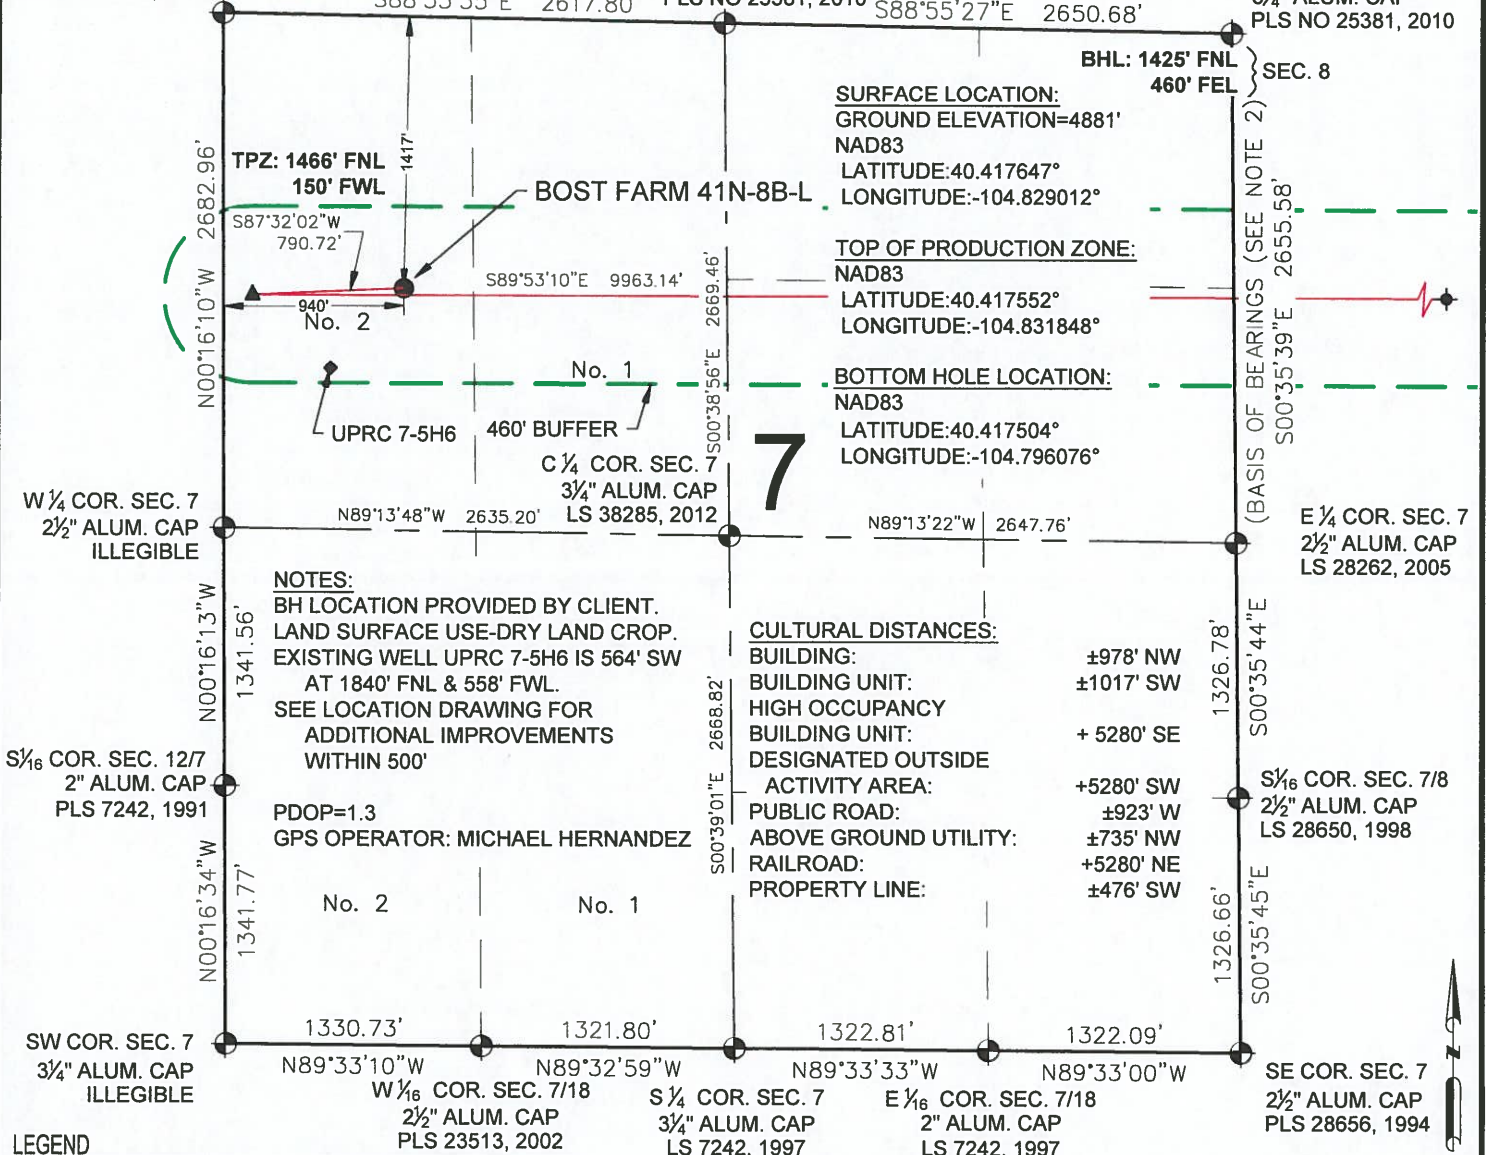 S88°55'27"E 2650.68'
PLS NO 25381, 2010
BHL: 1425' FNL
460' FEL
SEC. 8
SURFACE LOCATION:
GROUND ELEVATION=4881'
NAD83
LATITUDE:40.417647°
LONGITUDE:-104.829012°
TOP OF PRODUCTION ZONE:
NAD83
LATITUDE:40.417552°
LONGITUDE:-104.831848°
BOTTOM HOLE LOCATION:
NAD83
LATITUDE:40.417504°
LONGITUDE:-104.796076°
N00°16'10"W 2682.96'
TPZ: 1466' FNL
150' FWL
1417'
BOST FARM 41N-8B-L
S87°32'02"W
790.72'
S89°53'10"E 9963.14'
940'
No. 2
No. 1
UPRC 7-5H6
460' BUFFER
S00°38'56"E 2669.46'
7
(BASIS OF BEARINGS (SEE NOTE 2)
S00°35'39"E 2655.58'
C 1/4 COR. SEC. 7
3 1/4" ALUM. CAP
LS 38285, 2012
W 1/4 COR. SEC. 7
2 1/2" ALUM. CAP
ILLEGIBLE
N89°13'48"W 2635.20'
N89°13'22"W 2647.76'
E 1/4 COR. SEC. 7
2 1/2" ALUM. CAP
LS 28262, 2005
NOTES:
BH LOCATION PROVIDED BY CLIENT.
LAND SURFACE USE-DRY LAND CROP.
EXISTING WELL UPRC 7-5H6 IS 564' SW
AT 1840' FNL & 558' FWL.
SEE LOCATION DRAWING FOR
ADDITIONAL IMPROVEMENTS
WITHIN 500'
PDOP=1.3
GPS OPERATOR: MICHAEL HERNANDEZ
CULTURAL DISTANCES:
BUILDING: ±978' NW
BUILDING UNIT: ±1017' SW
HIGH OCCUPANCY
BUILDING UNIT: + 5280' SE
DESIGNATED OUTSIDE
ACTIVITY AREA: +5280' SW
PUBLIC ROAD: ±923' W
ABOVE GROUND UTILITY: ±735' NW
RAILROAD: +5280' NE
PROPERTY LINE: ±476' SW
N00°16'13"W
1341.56'
S00°39'01"E 2668.82'
1326.78'
S00°35'44"E
S 1/16 COR. SEC. 12/7
2" ALUM. CAP
PLS 7242, 1991
S 1/16 COR. SEC. 7/8
2 1/2" ALUM. CAP
LS 28650, 1998
N00°16'34"W
1341.77'
No. 2
No. 1
1326.66'
S00°35'45"E
SW COR. SEC. 7
3 1/4" ALUM. CAP
ILLEGIBLE
1330.73'
N89°33'10"W
1321.80'
N89°32'59"W
1322.81'
N89°33'33"W
1322.09'
N89°33'00"W
W 1/16 COR. SEC. 7/18
2 1/2" ALUM. CAP
PLS 23513, 2002
S 1/4 COR. SEC. 7
3 1/4" ALUM. CAP
LS 7242, 1997
E 1/16 COR. SEC. 7/18
2" ALUM. CAP
LS 7242, 1997
SE COR. SEC. 7
2 1/2" ALUM. CAP
PLS 28656, 1994
N
LEGEND